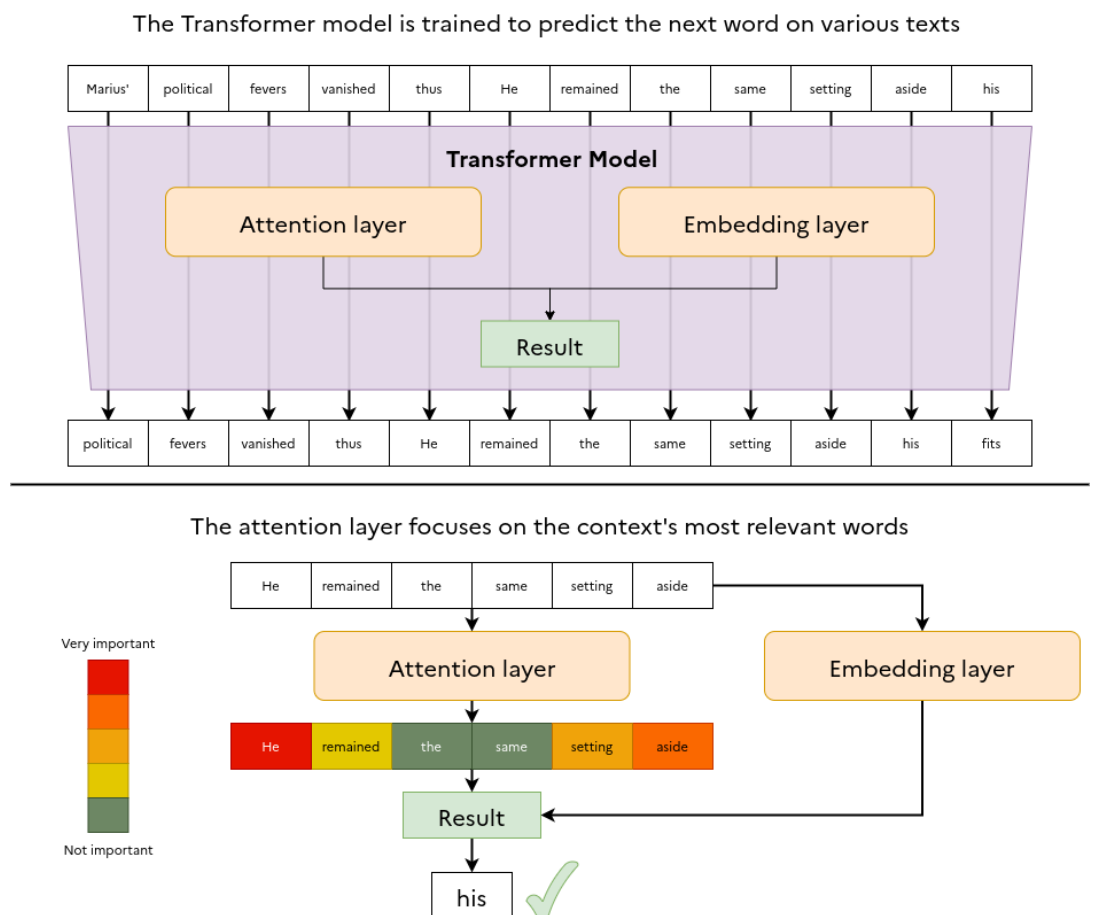 The Transformer model is trained to predict the next word on various texts
Marius' political fevers vanished thus He remained the same setting aside his
Transformer Model
Attention layer Embedding layer
Result
political fevers vanished thus He remained the same setting aside his fits
The attention layer focuses on the context's most relevant words
He remained the same setting aside
Very important
Attention layer Embedding layer
He remained the same setting aside
Result
Not important
his